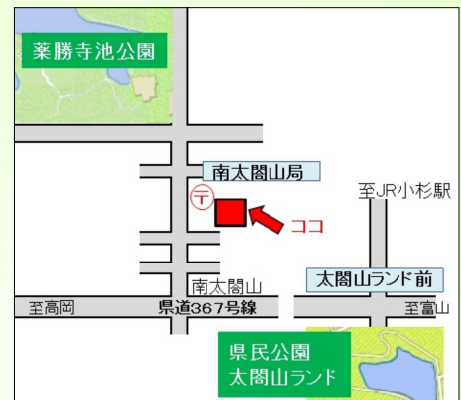 薬勝寺池公園
南太閤山局
〒
至JR小杉駅
ココ
太閤山ランド前
南太閤山
至高岡
県道367号線
至富山
県民公園
太閤山ランド